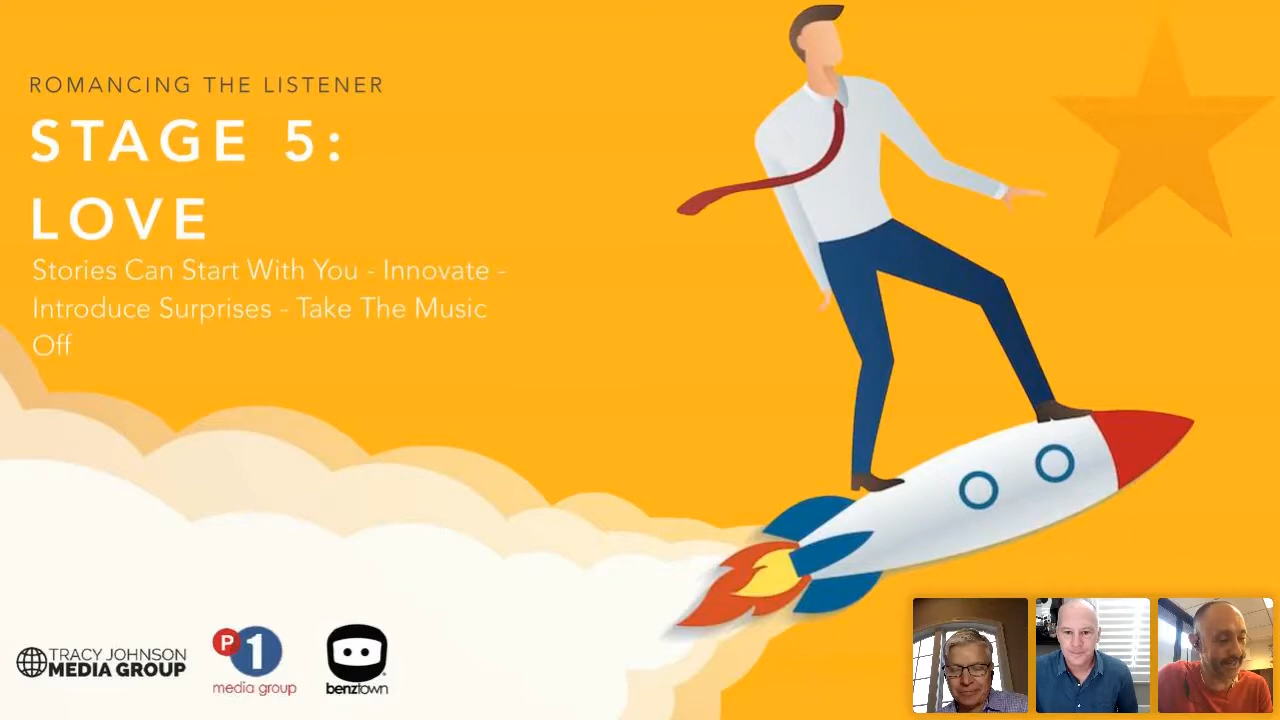 ROMANCING THE LISTENER
STAGE 5:
LOVE
Stories Can Start With You - Innovate -
Introduce Surprises - Take The Music
Off
TRACY JOHNSON
MEDIA GROUP
P 1
media group
benztown